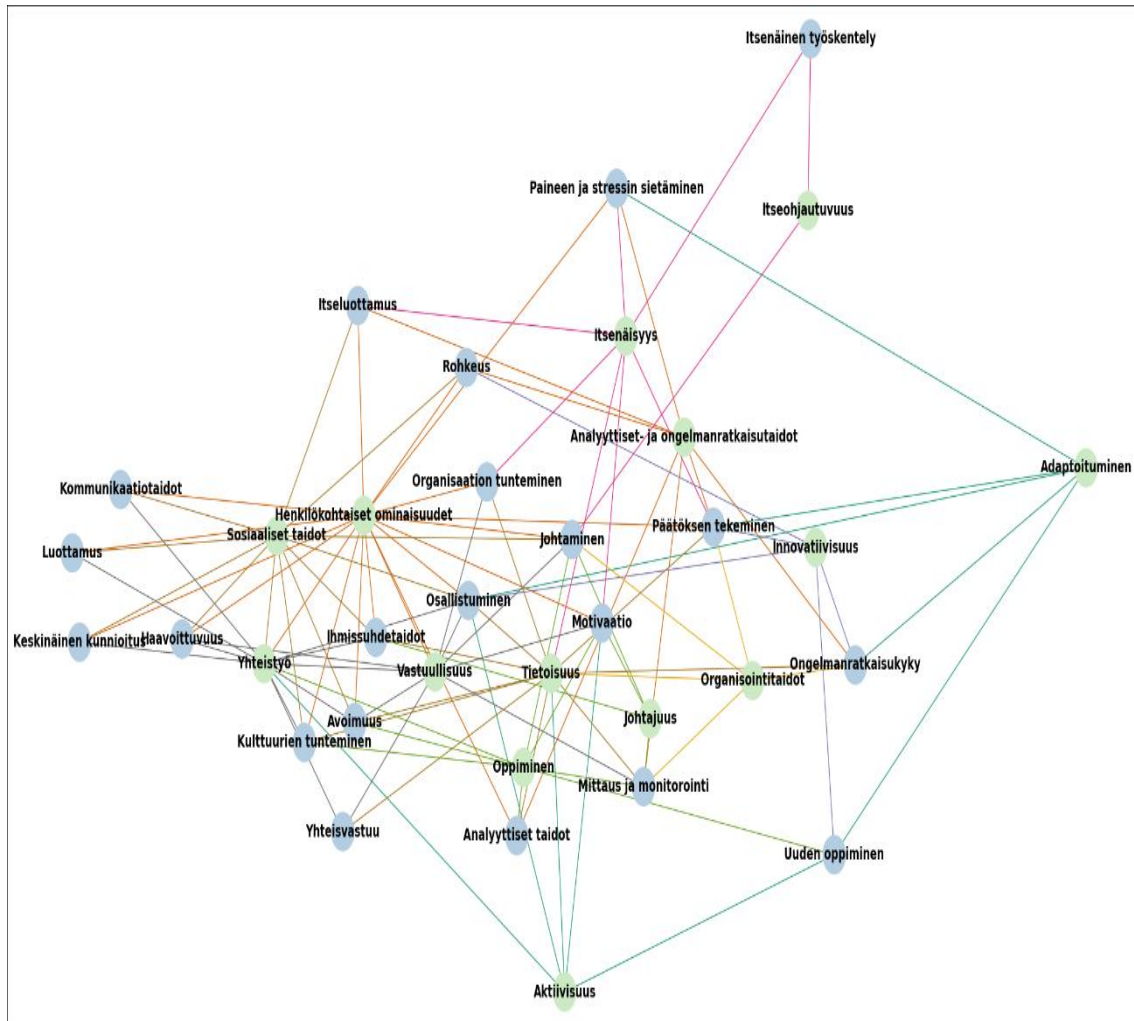 Itsenäinen työskentely
Paineen ja stressin sietäminen
Itseohjautuvuus
Itseluottamus
Itsenäisyys
Rohkeus
Analyyttiset- ja ongelmanratkaisutaidot
Adaptoituminen
Kommunikaatiotaidot
Organisaation tunteminen
Henkilökohtaiset ominaisuudet
Päätöksen tekeminen
Sosiaaliset taidot
Johtaminen
Innovatiivisuus
Luottamus
Osallistuminen
Motivaatio
Keskinäinen kunnioitus
Haavoittuvuus
Ihmissuhdetaidot
Yhteistyö
Vastuullisuus
Tietoisuus
Organisointitaidot
Ongelmanratkaisukyky
Avoimuus
Johtajuus
Kulttuurien tunteminen
Oppiminen
Mittaus ja monitorointi
Yhteisvastuu
Analyyttiset taidot
Uuden oppiminen
Aktiivisuus